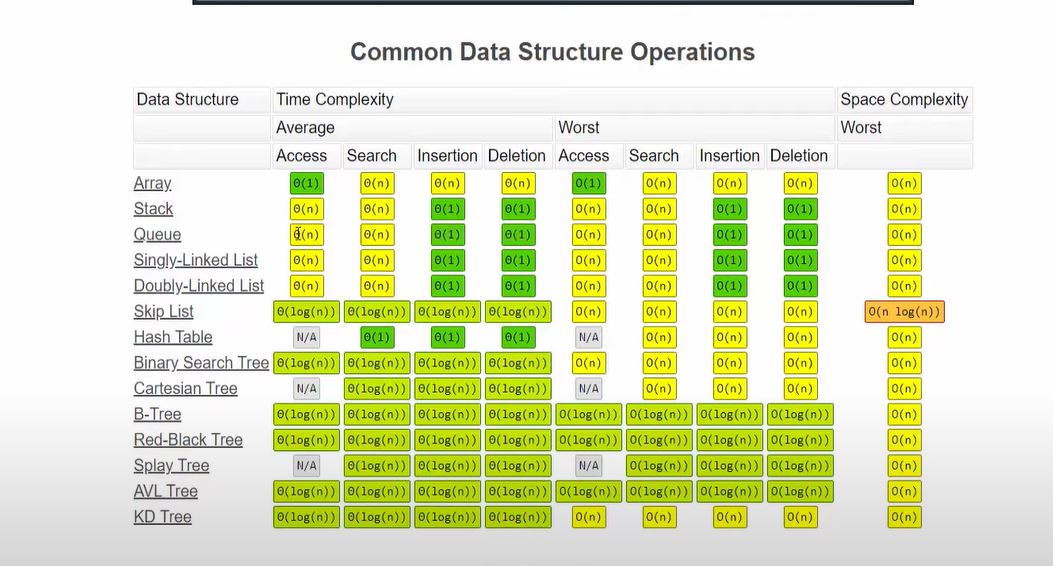 Common Data Structure Operations
Data Structure Time Complexity Space Complexity
Average Worst Worst
Access Search Insertion Deletion Access Search Insertion Deletion
Array Θ(1) Θ(n) Θ(n) Θ(n) O(1) O(n) O(n) O(n) O(n)
Stack Θ(n) Θ(n) Θ(1) Θ(1) O(n) O(n) O(1) O(1) O(n)
Queue Θ(n) Θ(n) Θ(1) Θ(1) O(n) O(n) O(1) O(1) O(n)
Singly-Linked List Θ(n) Θ(n) Θ(1) Θ(1) O(n) O(n) O(1) O(1) O(n)
Doubly-Linked List Θ(n) Θ(n) Θ(1) Θ(1) O(n) O(n) O(1) O(1) O(n)
Skip List Θ(log(n)) Θ(log(n)) Θ(log(n)) Θ(log(n)) O(n) O(n) O(n) O(n) O(n log(n))
Hash Table N/A Θ(1) Θ(1) Θ(1) N/A O(n) O(n) O(n) O(n)
Binary Search Tree Θ(log(n)) Θ(log(n)) Θ(log(n)) Θ(log(n)) O(n) O(n) O(n) O(n) O(n)
Cartesian Tree N/A Θ(log(n)) Θ(log(n)) Θ(log(n)) N/A O(n) O(n) O(n) O(n)
B-Tree Θ(log(n)) Θ(log(n)) Θ(log(n)) Θ(log(n)) O(log(n)) O(log(n)) O(log(n)) O(log(n)) O(n)
Red-Black Tree Θ(log(n)) Θ(log(n)) Θ(log(n)) Θ(log(n)) O(log(n)) O(log(n)) O(log(n)) O(log(n)) O(n)
Splay Tree N/A Θ(log(n)) Θ(log(n)) Θ(log(n)) N/A O(log(n)) O(log(n)) O(log(n)) O(n)
AVL Tree Θ(log(n)) Θ(log(n)) Θ(log(n)) Θ(log(n)) O(log(n)) O(log(n)) O(log(n)) O(log(n)) O(n)
KD Tree Θ(log(n)) Θ(log(n)) Θ(log(n)) Θ(log(n)) O(n) O(n) O(n) O(n) O(n)